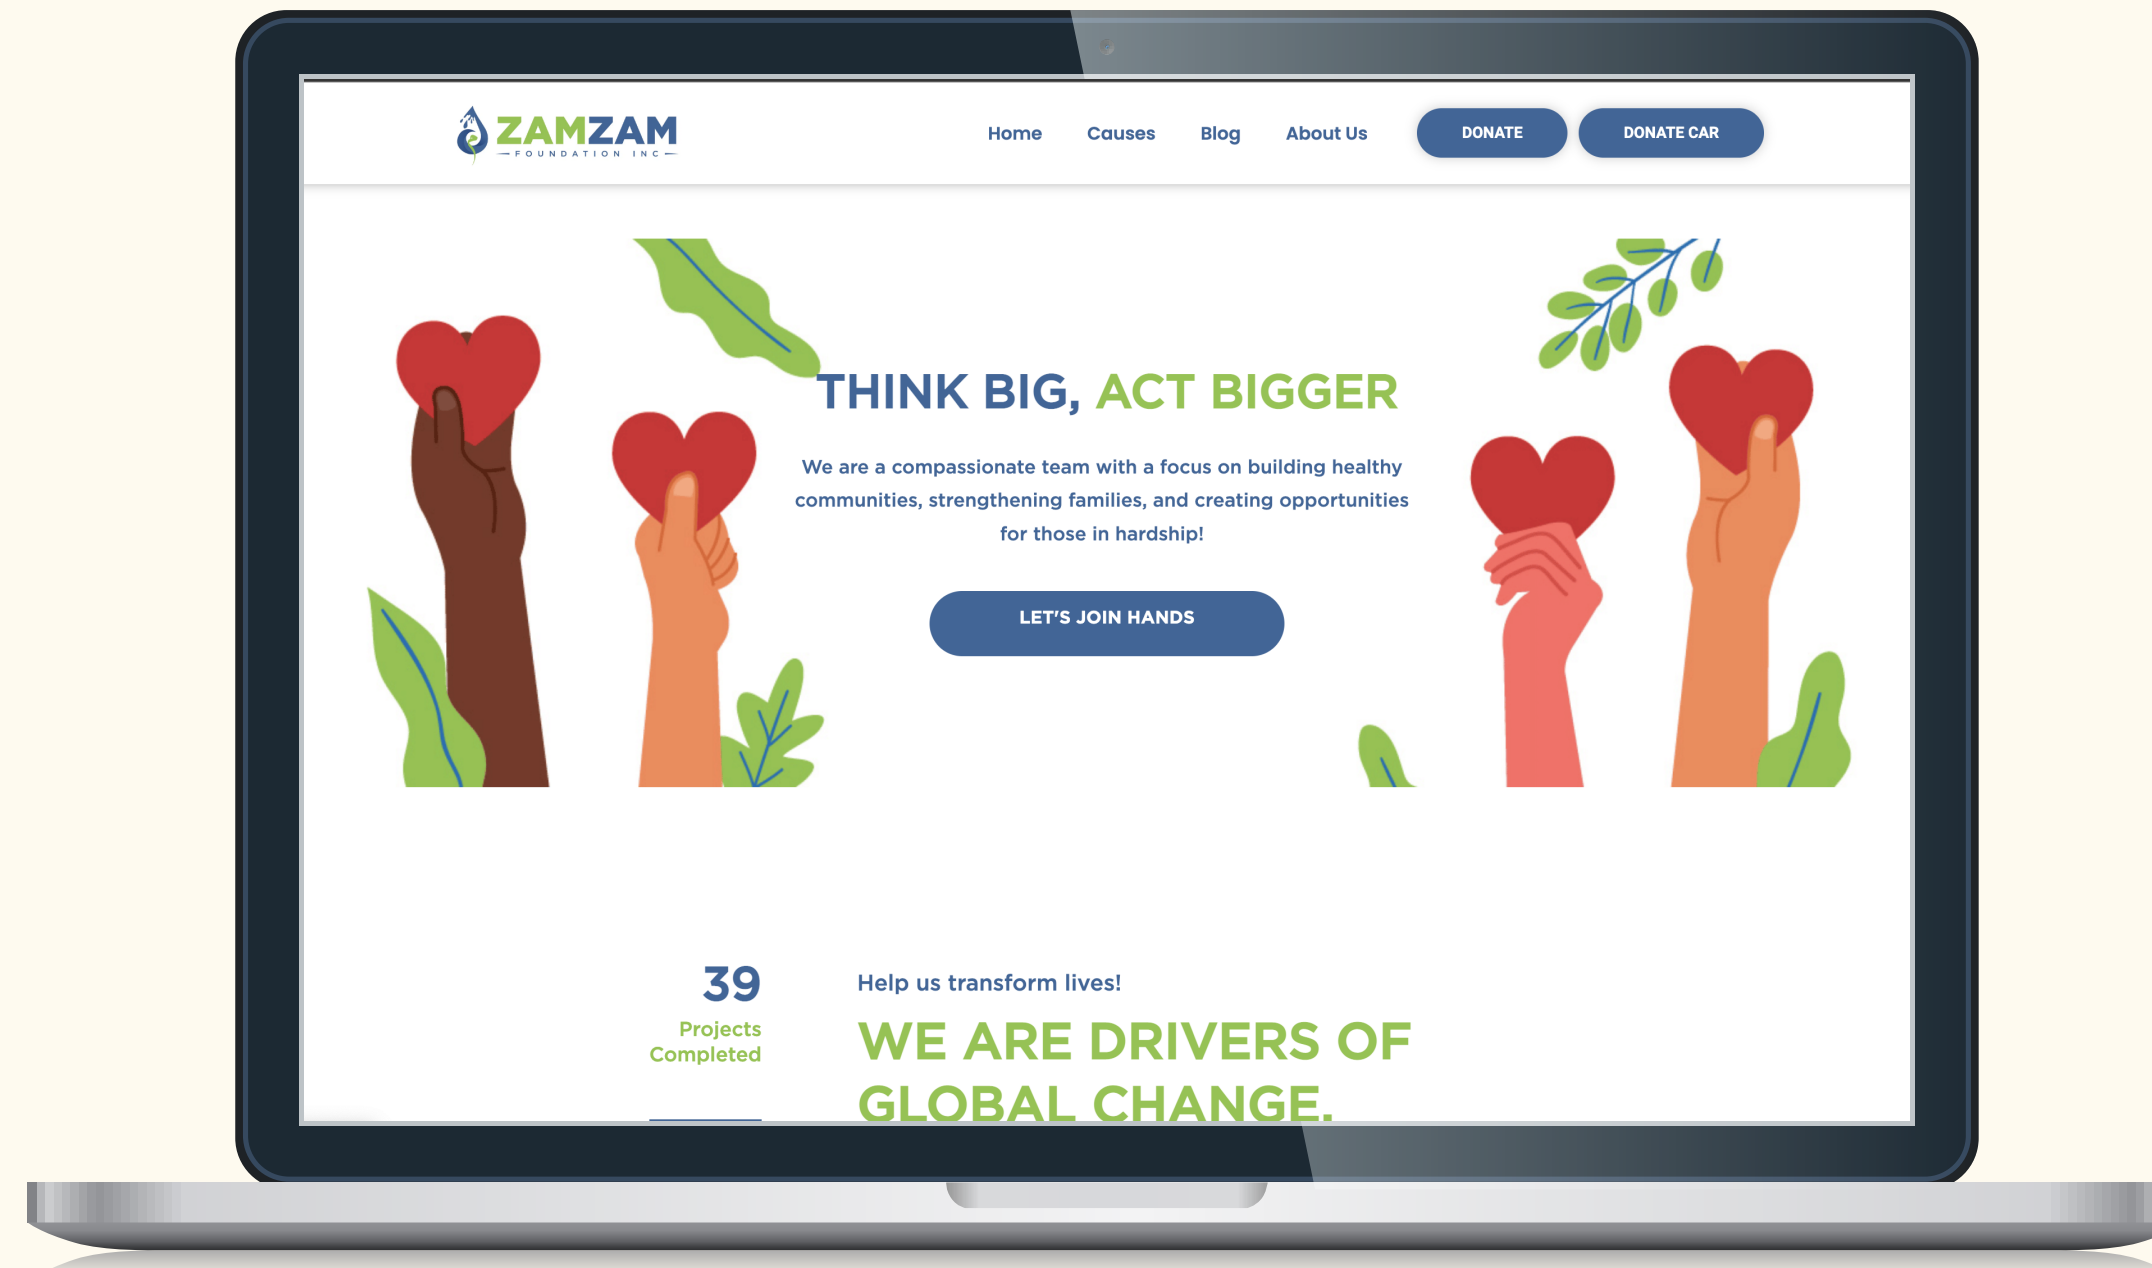 ZAMZAM
FOUNDATION INC
Home
Causes
Blog
About Us
DONATE
DONATE CAR
THINK BIG, ACT BIGGER
We are a compassionate team with a focus on building healthy
communities, strengthening families, and creating opportunities
for those in hardship!
LET'S JOIN HANDS
39
Projects
Completed
Help us transform lives!
WE ARE DRIVERS OF
GLOBAL CHANGE.